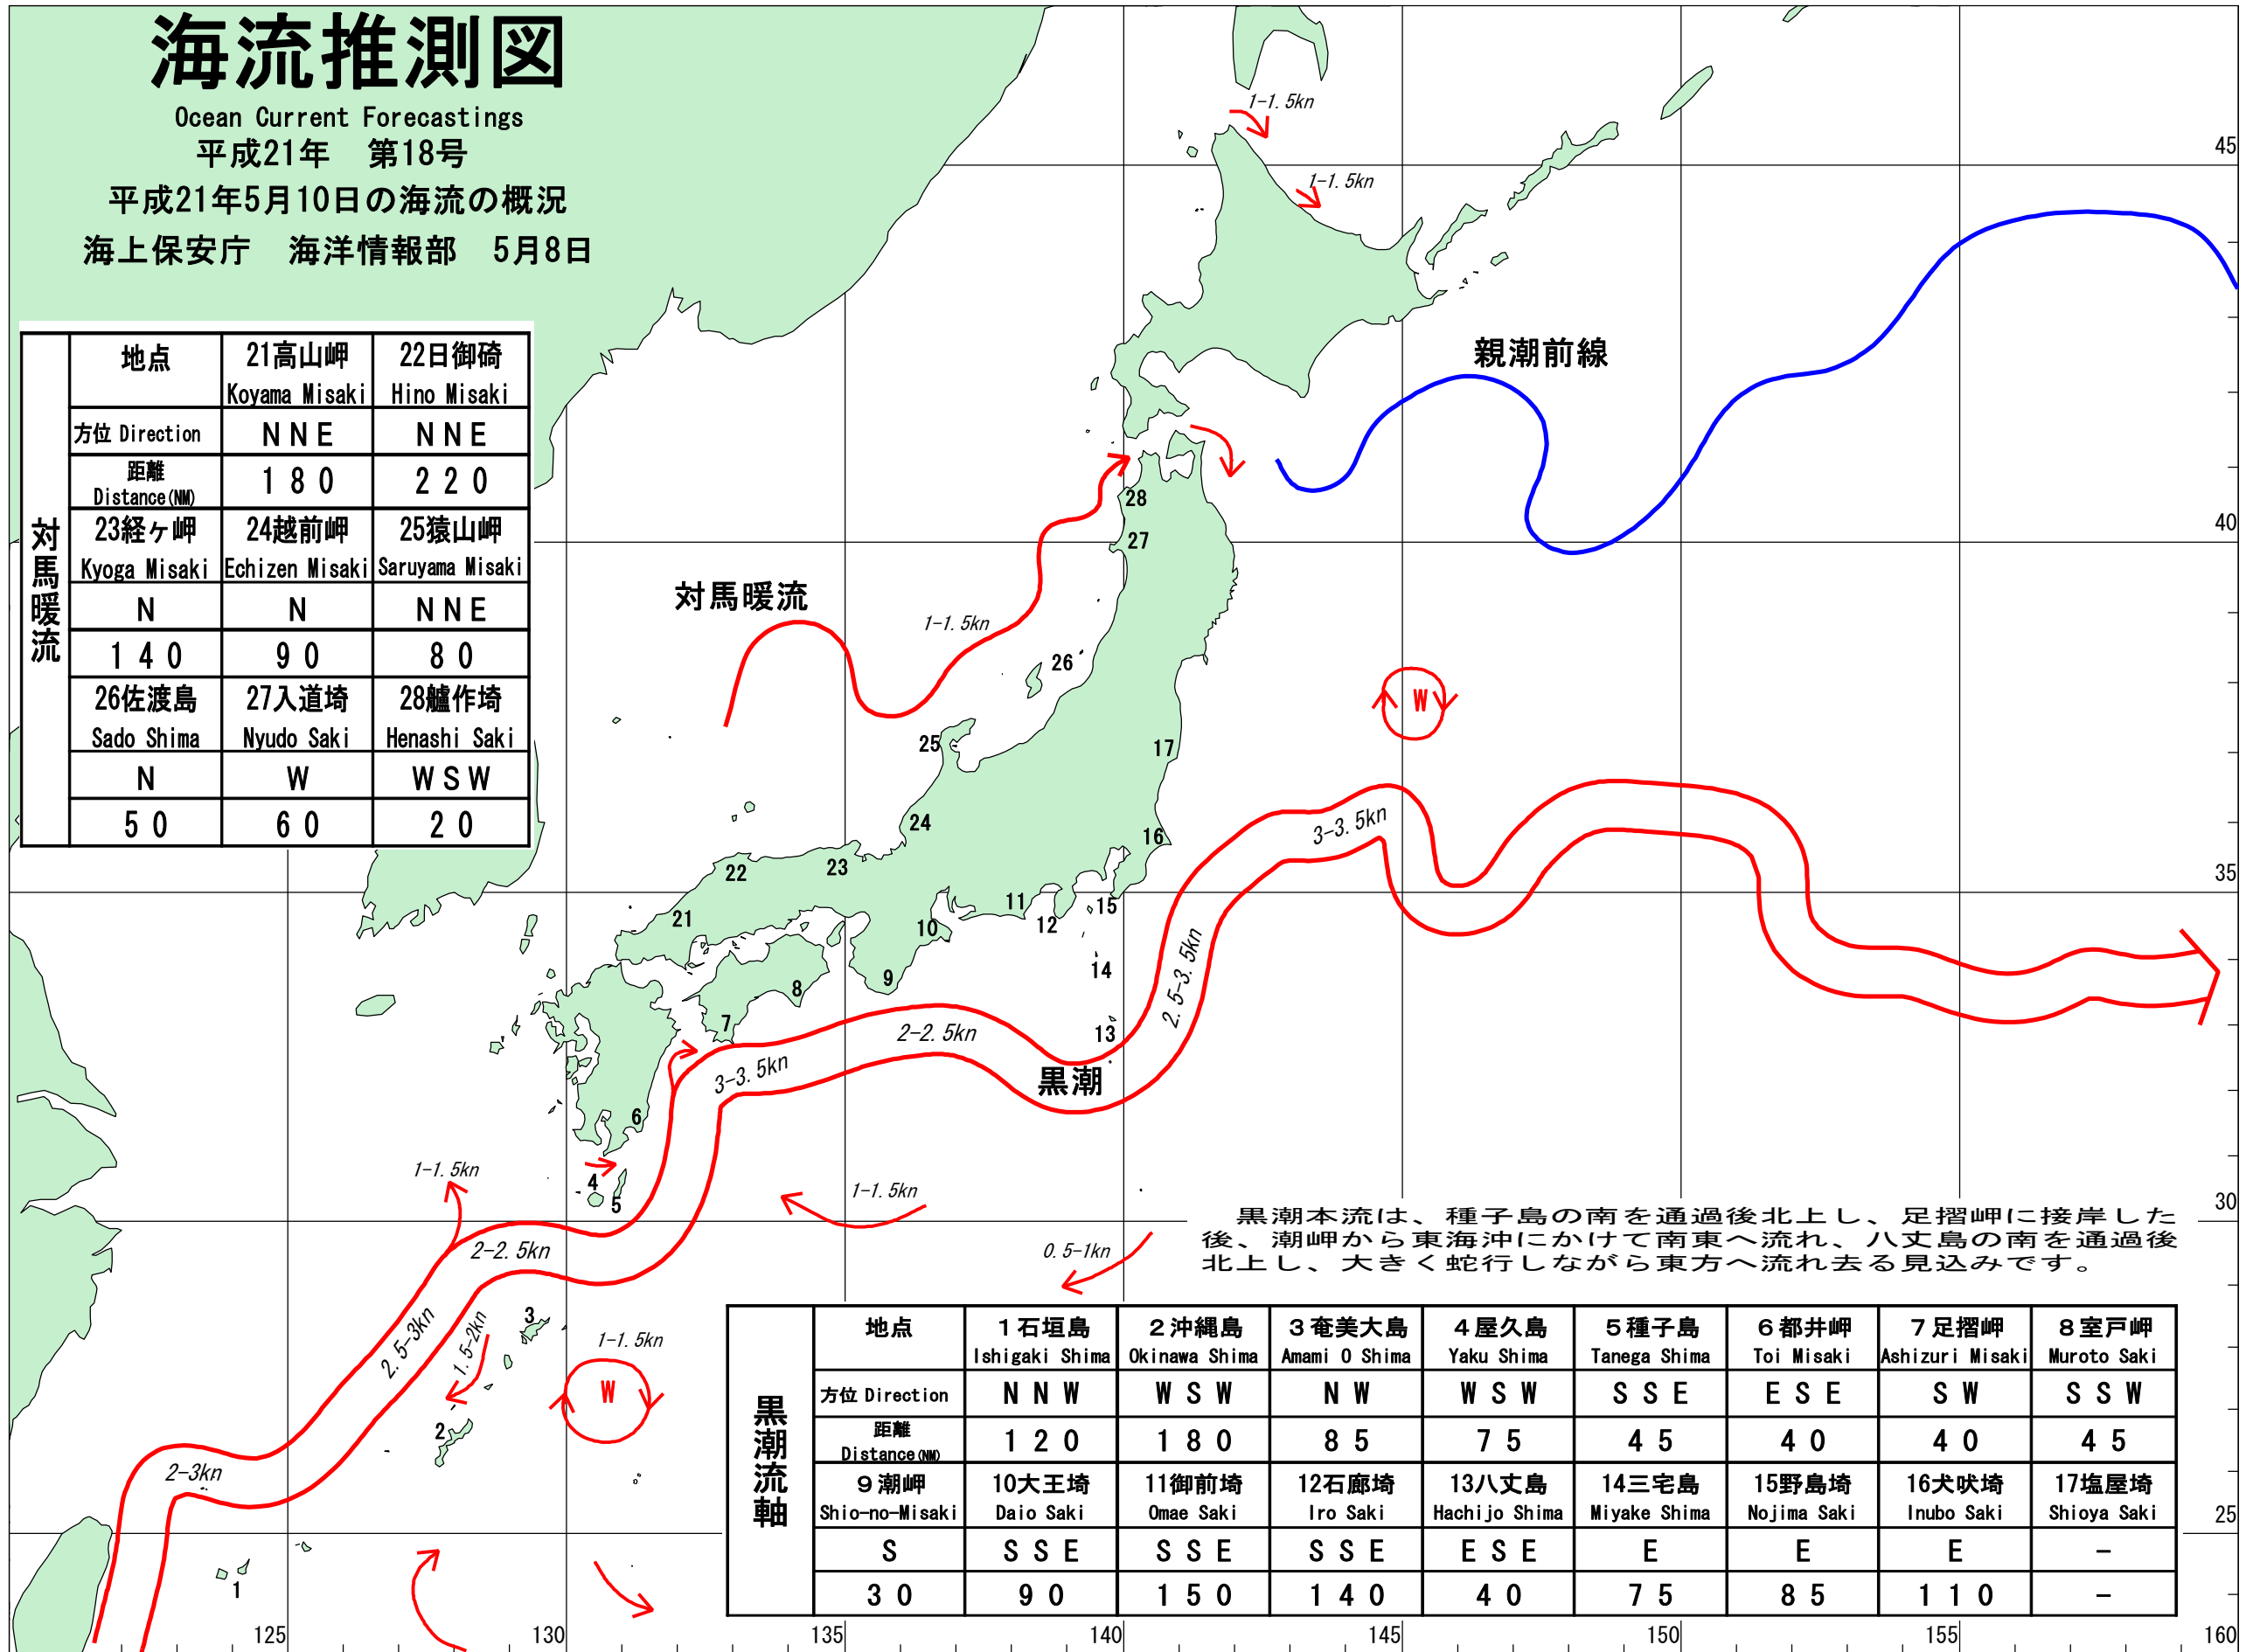 海流推測図
Ocean Current Forecastings
平成21年　第18号
平成21年5月10日の海流の概況
海上保安庁　海洋情報部　5月8日
対馬暖流
地点 21高山岬 22日御碕
Koyama Misaki Hino Misaki
方位 Direction NNE NNE
距離 180 220
Distance(NM)
23経ヶ岬 24越前岬 25猿山岬
Kyoga Misaki Echizen Misaki Saruyama Misaki
N N NNE
140 90 80
26佐渡島 27入道埼 28艫作埼
Sado Shima Nyudo Saki Henashi Saki
N W WSW
50 60 20
1-1.5kn
1-1.5kn
45
親潮前線
28
40
27
対馬暖流
1-1.5kn
26
W
25
17
24
3-3.5kn
16
23
22
35
11
15
21
12
10
2.5-3.5kn
14
9
8
7
13
2-2.5kn
3-3.5kn
黒潮
6
1-1.5kn
4
5
1-1.5kn
30
2-2.5kn
0.5-1kn
黒潮本流は、種子島の南を通過後北上し、足摺岬に接岸した
後、潮岬から東海沖にかけて南東へ流れ、八丈島の南を通過後
北上し、大きく蛇行しながら東方へ流れ去る見込みです。
3
2.5-3kn
1.5-2kn
1-1.5kn
W
2
2-3kn
1
25
黒潮流軸
地点 1石垣島 2沖縄島 3奄美大島 4屋久島 5種子島 6都井岬 7足摺岬 8室戸岬
Ishigaki Shima Okinawa Shima Amami O Shima Yaku Shima Tanega Shima Toi Misaki Ashizuri Misaki Muroto Saki
方位 Direction NNW WSW NW WSW SSE ESE SW SSW
距離 120 180 85 75 45 40 40 45
Distance(NM)
9潮岬 10大王埼 11御前埼 12石廊埼 13八丈島 14三宅島 15野島埼 16犬吠埼 17塩屋埼
Shio-no-Misaki Daio Saki Omae Saki Iro Saki Hachijo Shima Miyake Shima Nojima Saki Inubo Saki Shioya Saki
S SSE SSE SSE ESE E E E -
30 90 150 140 40 75 85 110 -
125 130 135 140 145 150 155 160